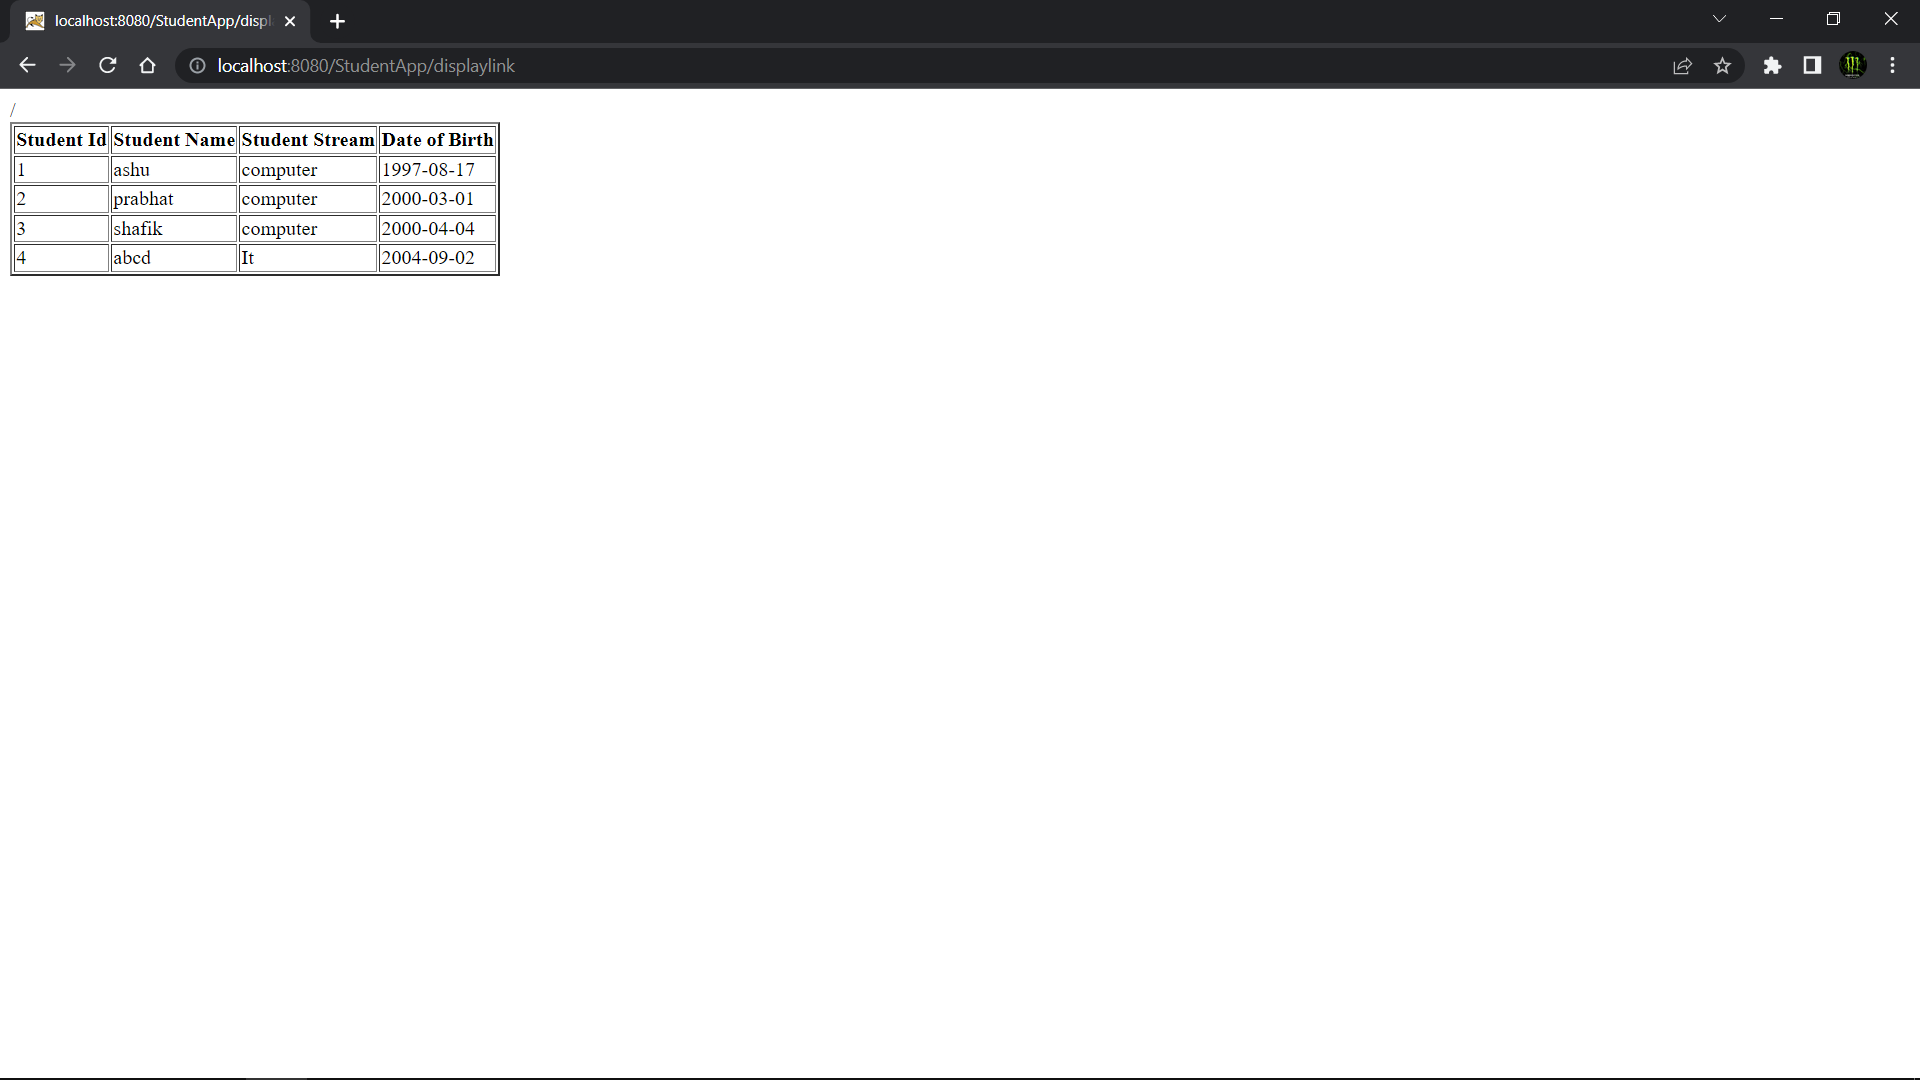 localhost:8080/StudentApp/displ
localhost:8080/StudentApp/displaylink
/
Student Id Student Name Student Stream Date of Birth
1 ashu computer 1997-08-17
2 prabhat computer 2000-03-01
3 shafik computer 2000-04-04
4 abcd It 2004-09-02